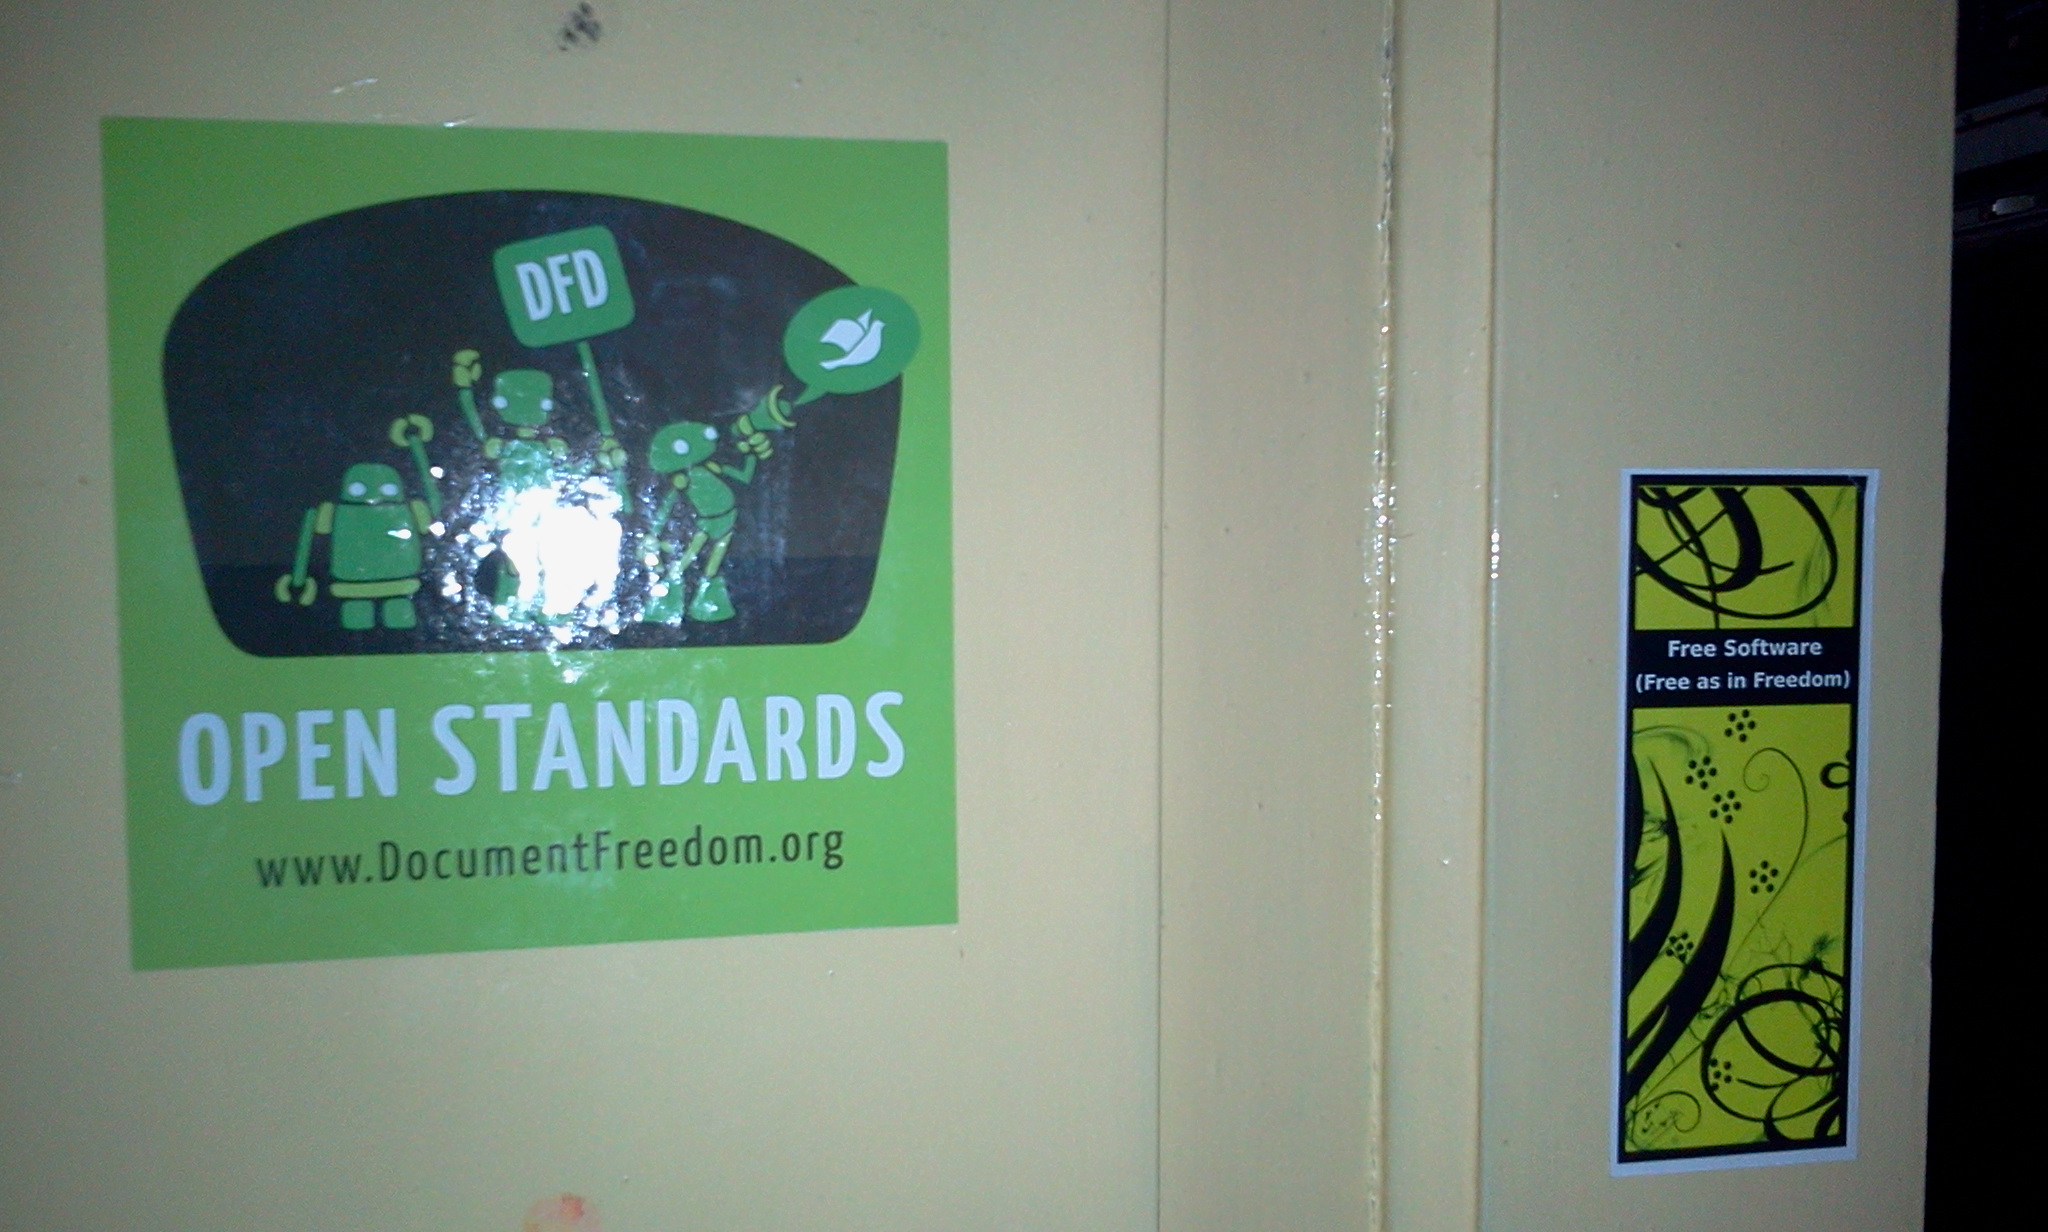 DFD
OPEN STANDARDS
www.DocumentFreedom.org
Free Software
(Free as in Freedom)